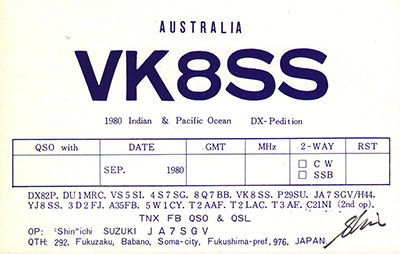 AUSTRALIA
VK8SS
1980 Indian & Pacific Ocean DX-Pedition
QSO with DATE GMT MHz 2-WAY RST
SEP. 1980 □ CW
□ SSB
DX82P. DU1MRC. VS5SI. 4S7SG. 8Q7BB. VK8SS. P29SU. JA7SGV/H44.
YJ8SS. 3D2FJ. A35FB. 5W1CY. T2AAF. T2LAC. T3AF. C21NI (2nd op).
TNX FB QSO & QSL
OP: "Shin"ichi SUZUKI JA7SGV
QTH: 292. Fukuzaku, Babano, Soma-city, Fukushima-pref. 976. JAPAN